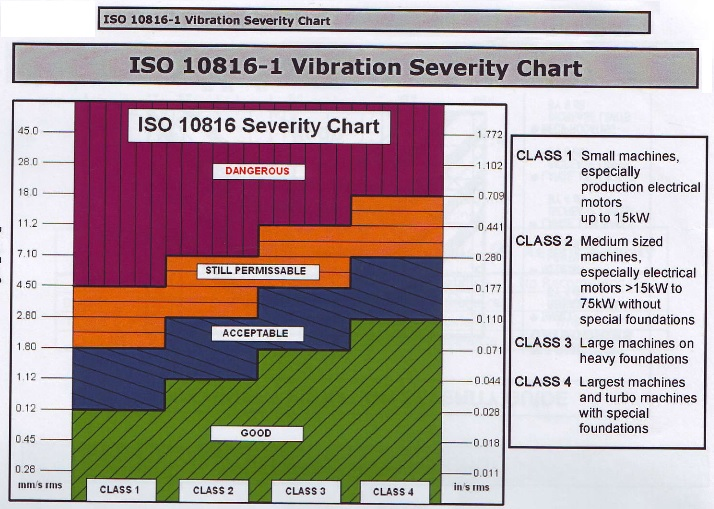 ISO 10816-1 Vibration Severity Chart
ISO 10816-1 Vibration Severity Chart
ISO 10816 Severity Chart
DANGEROUS
STILL PERMISSABLE
ACCEPTABLE
GOOD
45.0
28.0
18.0
11.2
7.10
4.50
2.80
1.80
1.12
0.12
0.45
0.28
mm/s rms
1.772
1.102
0.709
0.441
0.280
0.177
0.110
0.071
0.044
0.028
0.018
0.011
in/s rms
CLASS 1
CLASS 2
CLASS 3
CLASS 4
CLASS 1 Small machines,
especially
production electrical
motors
up to 15kW
CLASS 2 Medium sized
machines,
especially electrical
motors >15kW to
75kW without
special foundations
CLASS 3 Large machines on
heavy foundations
CLASS 4 Largest machines
and turbo machines
with special
foundations